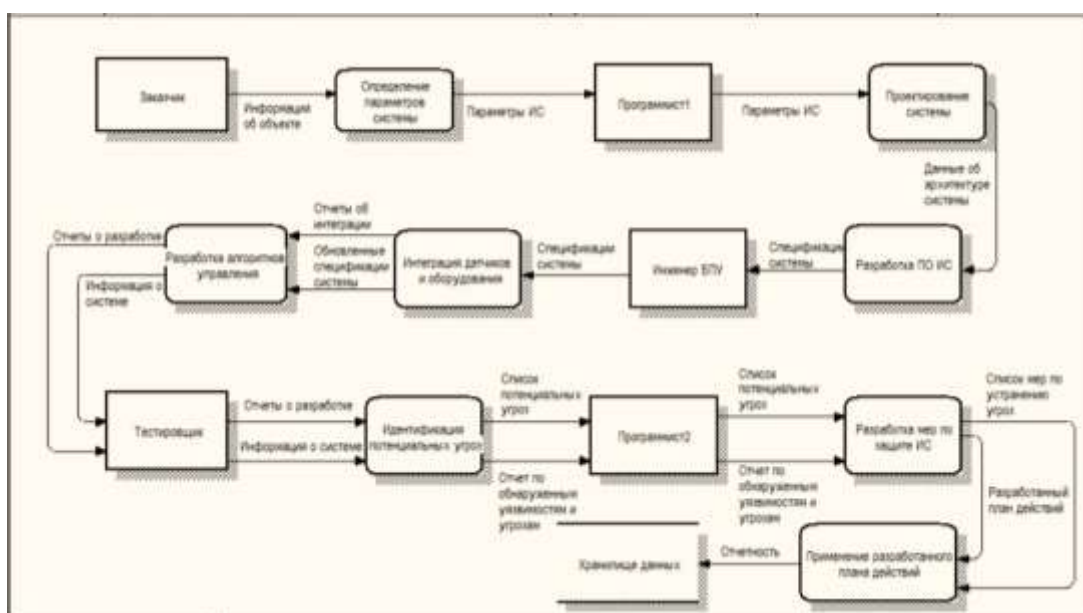 Заказчик
Информация
об объекте
Определение
параметров
системы
Параметры ИС
Программист1
Параметры ИС
Проектирование
системы
Данные об
архитектуре
системы
Разработка ПО ИС
Спецификации
системы
Инженер БПУ
Спецификации
системы
Интеграция датчиков
и оборудования
Отчеты об
интеграции
Обновленные
спецификации
системы
Разработка алгоритмов
управления
Отчеты о разработке
Информация о
системе
Тестировщик
Отчеты о разработке
Информация о системе
Идентификация
потенциальных угроз
Список
потенциальных
угроз
Отчет по
обнаруженным
уязвимостям и
угрозам
Программист2
Список
потенциальных
угроз
Отчет по
обнаруженным
уязвимостям и
угрозам
Разработка мер по
защите ИС
Список мер по
устранению
угроз
Разработанный
план действий
Применение разработанного
плана действий
Отчетность
Хранилище данных